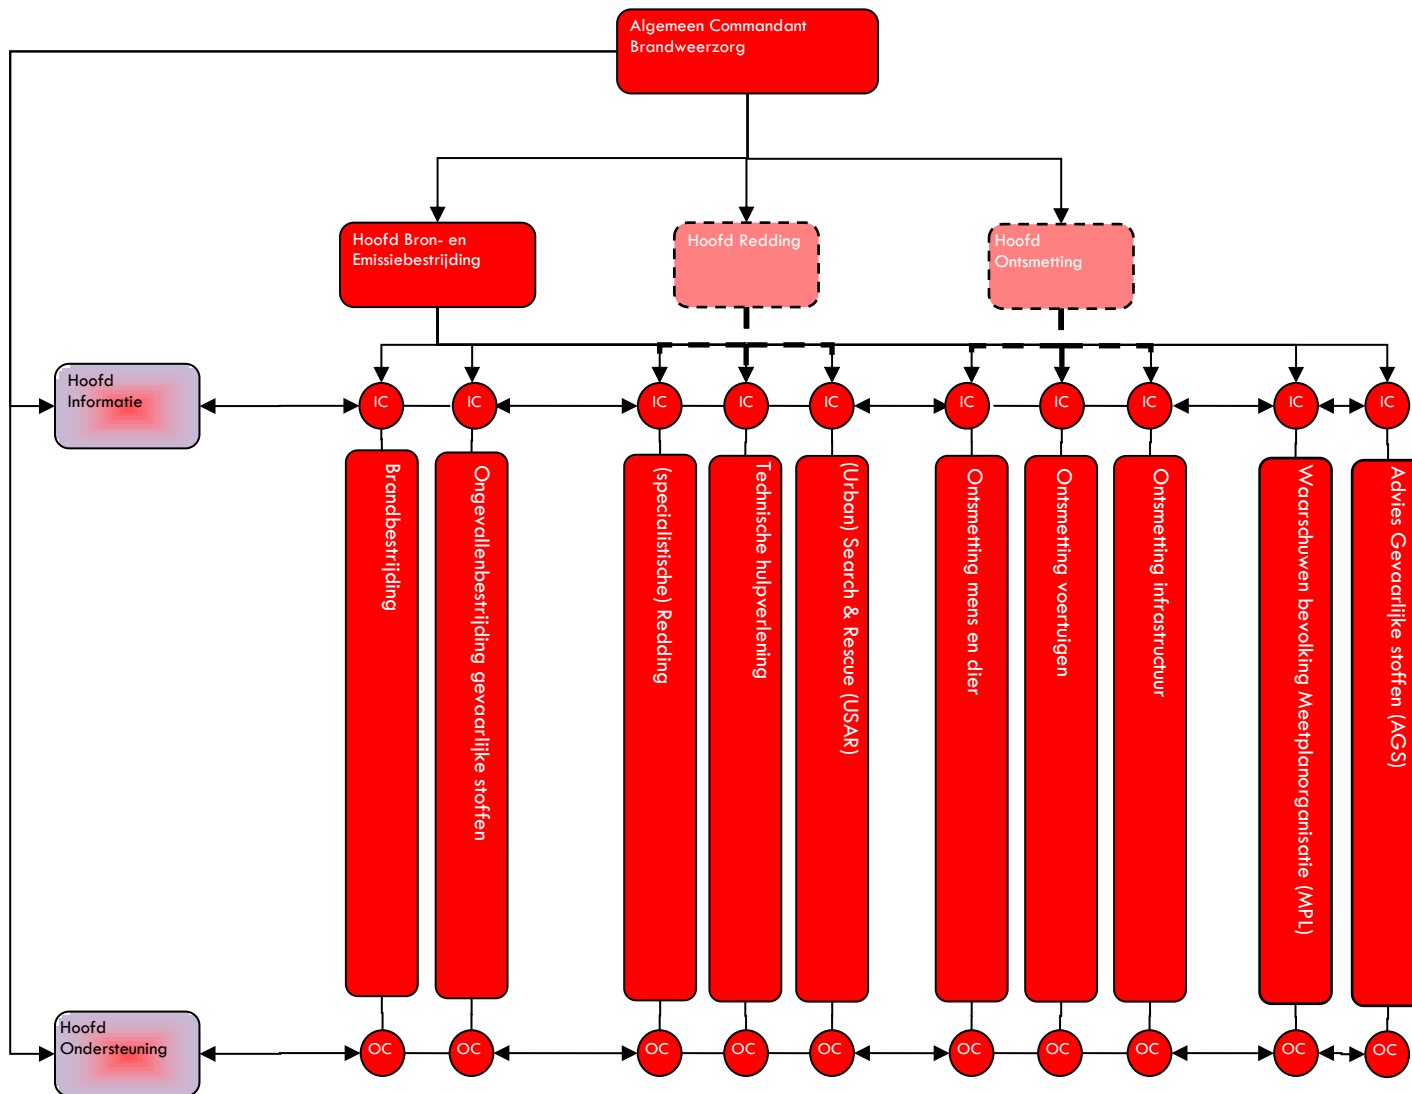 Algemeen Commandant
Brandweerzorg
Hoofd Bron- en
Emissiebestrijding
Hoofd Redding
Hoofd
Ontsmetting
Hoofd
Informatie
IC
IC
IC
IC
IC
IC
IC
IC
IC
IC
Brandbestrijding
Ongevallenbestrijding gevaarlijke stoffen
(specialistische) Redding
Technische hulpverlening
(Urban) Search & Rescue (USAR)
Ontsmetting mens en dier
Ontsmetting voertuigen
Ontsmetting infrastructuur
Waarschuwen bevolking Meetplanorganisatie (MPL)
Advies Gevaarlijke stoffen (AGS)
Hoofd
Ondersteuning
OC
OC
OC
OC
OC
OC
OC
OC
OC
OC